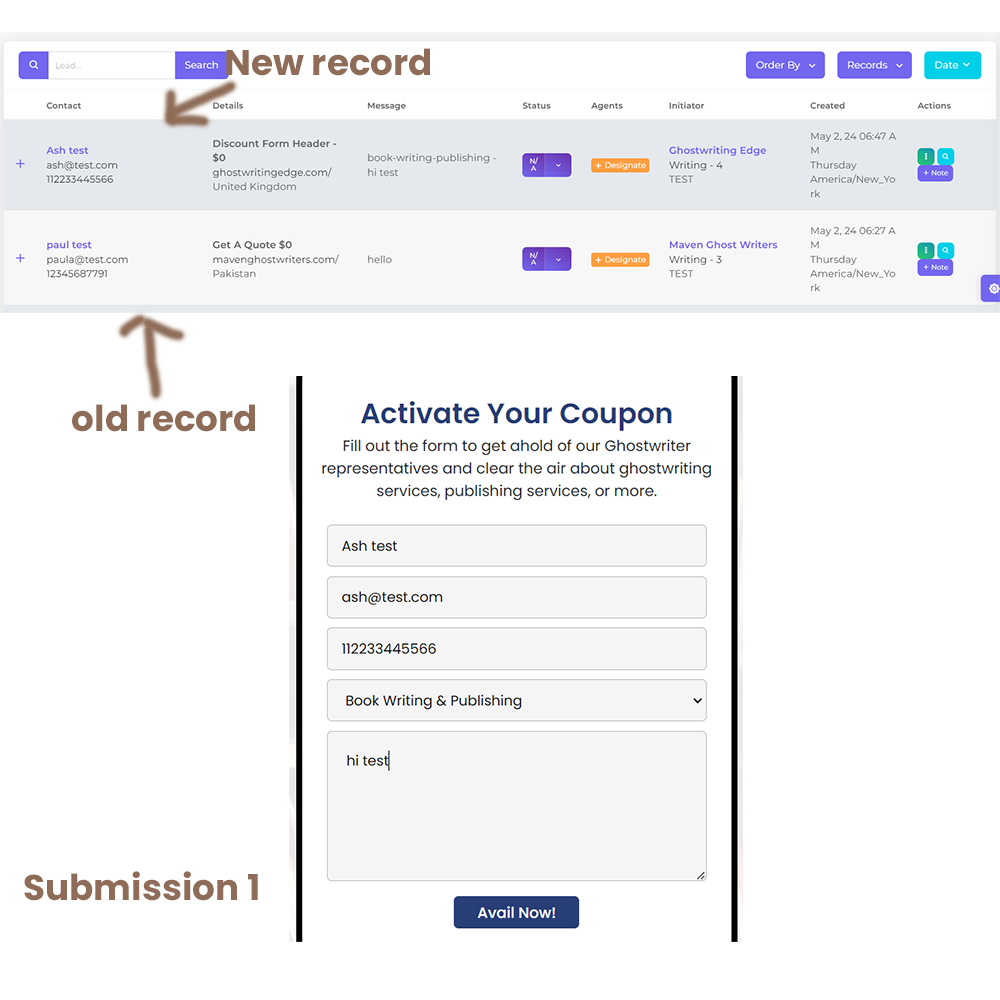 Lead...
Search
New record
Order By
Records
Date
Contact
Details
Message
Status
Agents
Initiator
Created
Actions
Ash test
ash@test.com
112233445566
Discount Form Header -
$0
ghostwritingedge.com/
United Kingdom
book-writing-publishing -
hi test
N/
A
+ Designate
Ghostwriting Edge
Writing - 4
TEST
May 2, 24 06:47 A
M
Thursday
America/New_Yo
rk
+ Note
paul test
paula@test.com
12345687791
Get A Quote $0
mavenghostwriters.com/
Pakistan
hello
N/
A
+ Designate
Maven Ghost Writers
Writing - 3
TEST
May 2, 24 06:27 A
M
Thursday
America/New_Yo
rk
+ Note
old record
Activate Your Coupon
Fill out the form to get ahold of our Ghostwriter
representatives and clear the air about ghostwriting
services, publishing services, or more.
Ash test
ash@test.com
112233445566
Book Writing & Publishing
hi test
Submission 1
Avail Now!